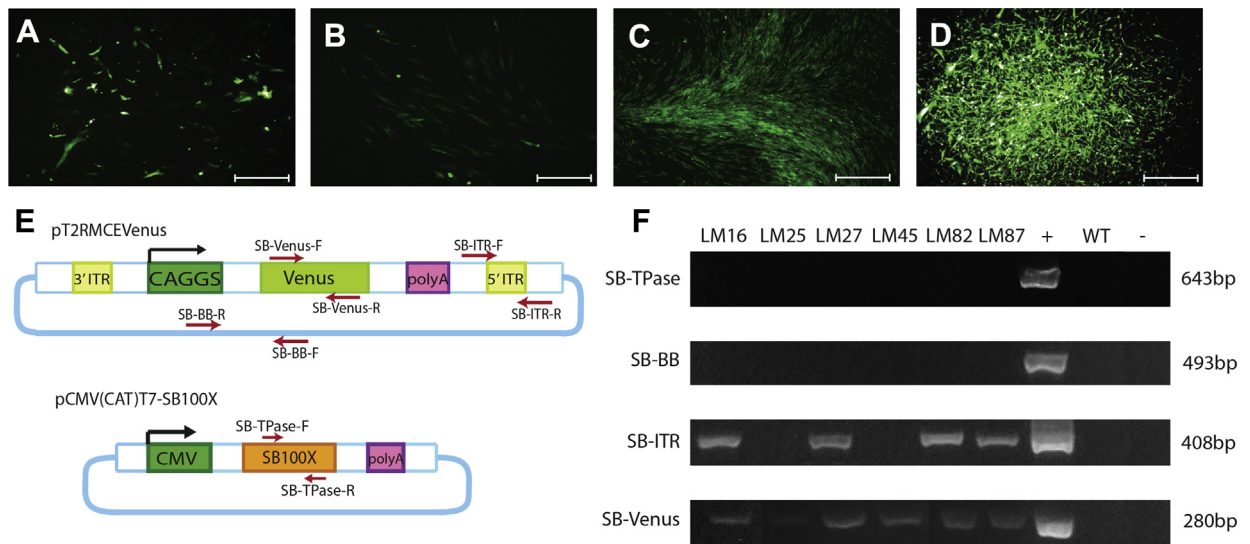 A
B
C
D
E
pT2RMCEVenus
SB-Venus-F
SB-ITR-F
3' ITR
CAGGS
Venus
polyA
5' ITR
SB-Venus-R
SB-ITR-R
SB-BB-R
SB-BB-F
pCMV(CAT)T7-SB100X
SB-TPase-F
CMV
SB100X
polyA
SB-TPase-R
F
LM16 LM25 LM27 LM45 LM82 LM87 + WT -
SB-TPase 643bp
SB-BB 493bp
SB-ITR 408bp
SB-Venus 280bp